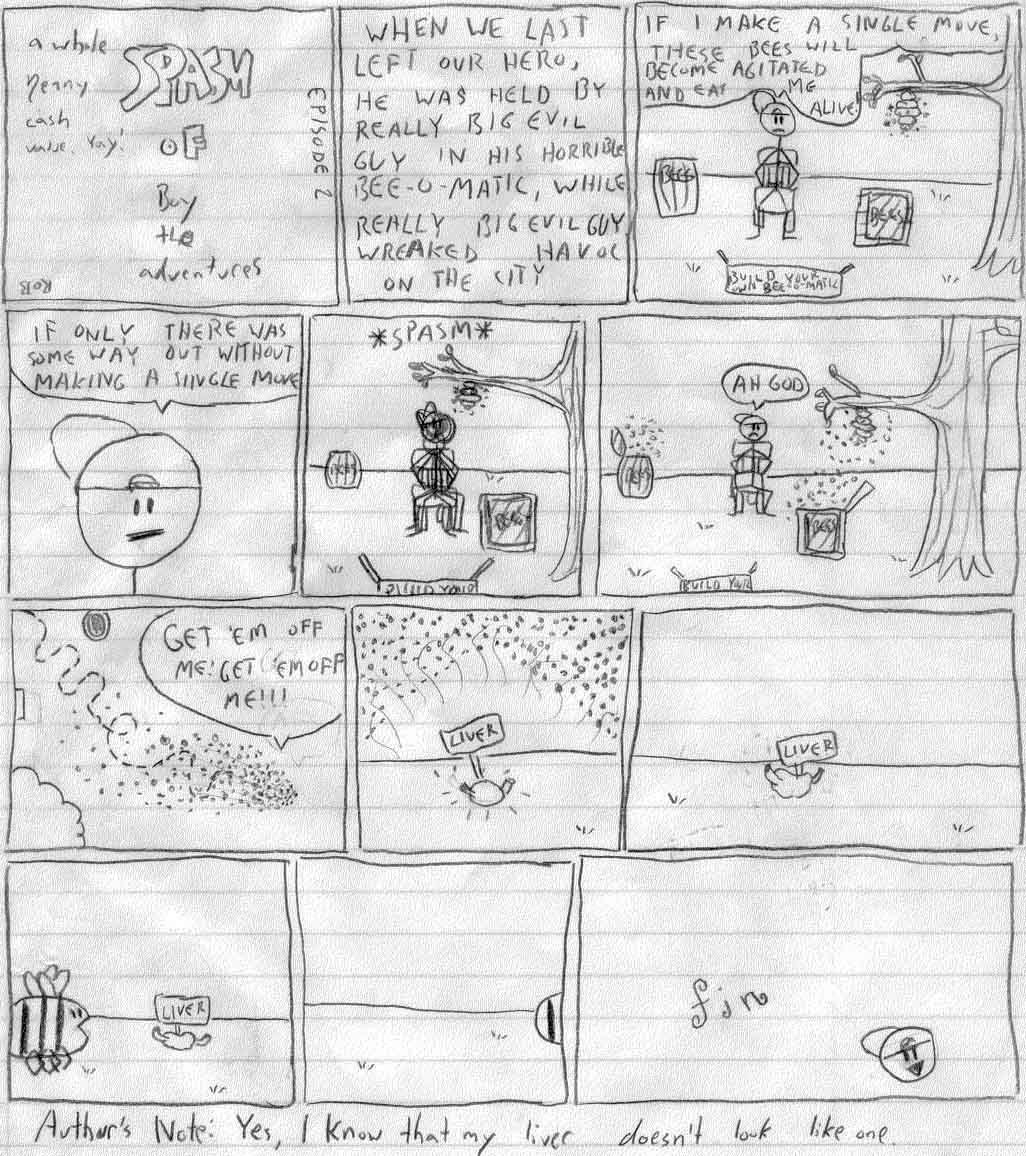 a whole
penny
cash
value. Yay!
SPASM
OF
Boy
the
adventures
ROB
EPISODE 2
WHEN WE LAST
LEFT OUR HERO,
HE WAS HELD BY
REALLY BIG EVIL
GUY IN HIS HORRIBLE
BEE-O-MATIC, WHILE
REALLY BIG EVIL GUY
WREAKED HAVOC
ON THE CITY
IF I MAKE A SINGLE MOVE,
THESE BEES WILL
BECOME AGITATED
AND EAT ME
ALIVE!
BEES
BEES
BUILD YOUR
OWN BEE-O-MATIC
IF ONLY THERE WAS
SOME WAY OUT WITHOUT
MAKING A SINGLE MOVE
*SPASM*
BEES
BEES
BUILD YOUR
AH GOD
BEES
BEES
BUILD YOUR
GET 'EM OFF
ME! GET 'EM OFF
ME!!!
LIVER
LIVER
LIVER
fin
Author's Note: Yes, I know that my liver doesn't look like one.